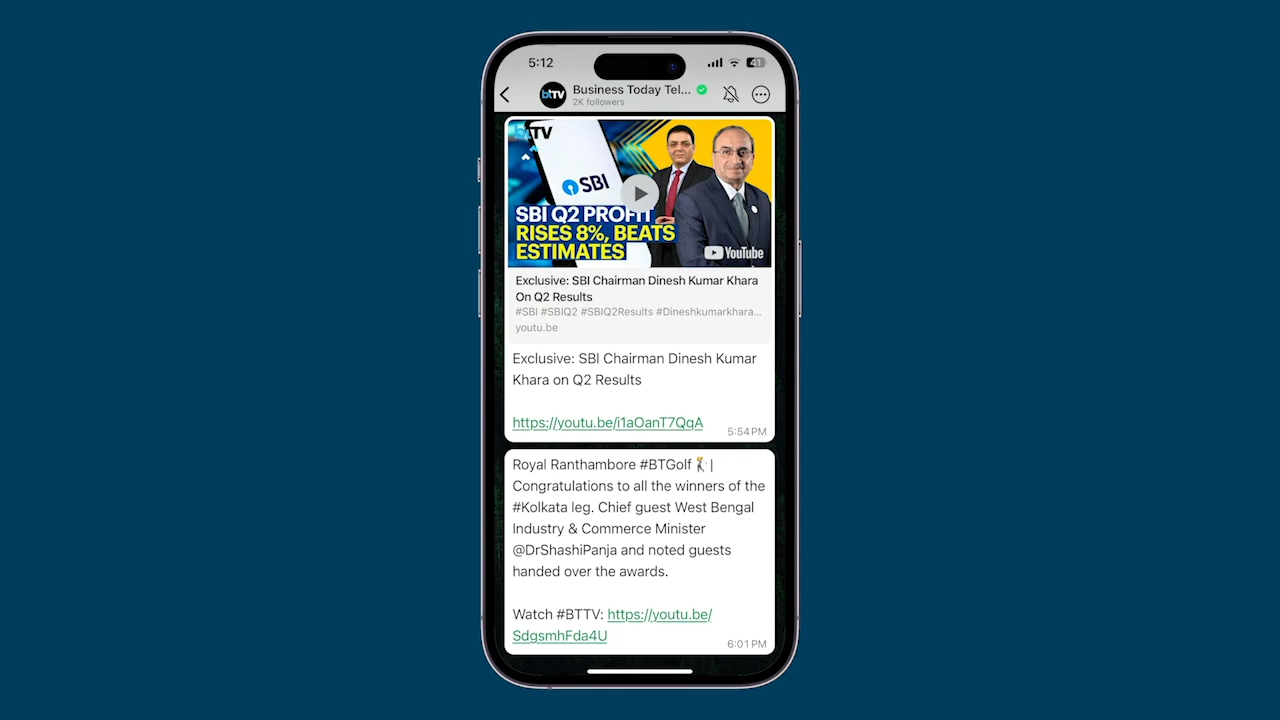 5:12
41
btTV
Business Today Tel...
2K followers
btTV
SBI
SBI Q2 PROFIT
RISES 8%, BEATS
ESTIMATES
YouTube
Exclusive: SBI Chairman Dinesh Kumar Khara
On Q2 Results
#SBI #SBIQ2 #SBIQ2Results #Dineshkumarkhara...
youtu.be
Exclusive: SBI Chairman Dinesh Kumar
Khara on Q2 Results
https://youtu.be/i1aOanT7QqA
5:54 PM
Royal Ranthambore #BTGolf🏌|
Congratulations to all the winners of the
#Kolkata leg. Chief guest West Bengal
Industry & Commerce Minister
@DrShashiPanja and noted guests
handed over the awards.
Watch #BTTV: https://youtu.be/
SdgsmhFda4U
6:01 PM